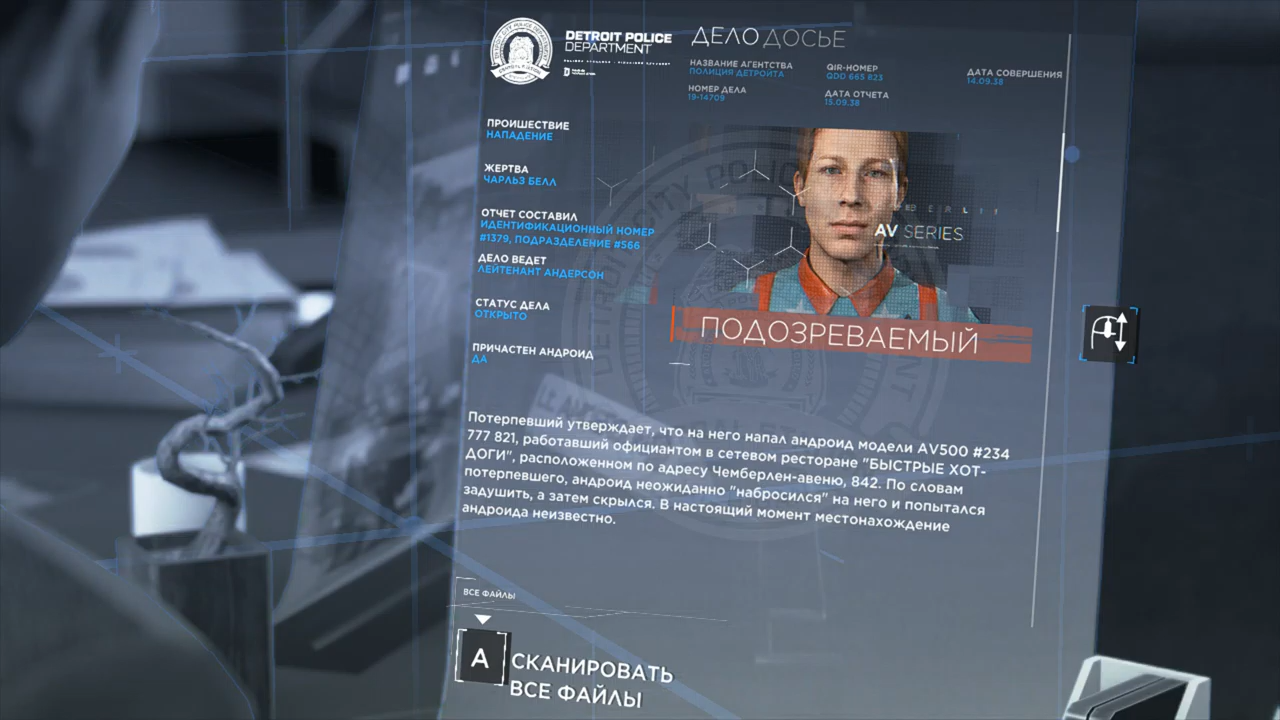 DETROIT POLICE
DEPARTMENT
ДЕЛО ДОСЬЕ
НАЗВАНИЕ АГЕНТСТВА
ПОЛИЦИЯ ДЕТРОЙТА
QIR-НОМЕР
QDD 665 823
ДАТА СОВЕРШЕНИЯ
14.09.38
НОМЕР ДЕЛА
19-14709
ДАТА ОТЧЕТА
15.09.38
ПРОИШЕСТВИЕ
НАПАДЕНИЕ
ЖЕРТВА
ЧАРЛЬЗ БЕЛЛ
ОТЧЕТ СОСТАВИЛ
ИДЕНТИФИКАЦИОННЫЙ НОМЕР
#1379, ПОДРАЗДЕЛЕНИЕ #566
ДЕЛО ВЕДЕТ
ЛЕЙТЕНАНТ АНДЕРСОН
СТАТУС ДЕЛА
ОТКРЫТО
ПРИЧАСТЕН АНДРОИД
ДА
AV SERIES
ПОДОЗРЕВАЕМЫЙ
Потерпевший утверждает, что на него напал андроид модели AV500 #234
777 821, работавший официантом в сетевом ресторане "БЫСТРЫЕ ХОТ-
ДОГИ", расположенном по адресу Чемберлен-авеню, 842. По словам
потерпевшего, андроид неожиданно "набросился" на него и попытался
задушить, а затем скрылся. В настоящий момент местонахождение
андроида неизвестно.
ВСЕ ФАЙЛЫ
A
СКАНИРОВАТЬ
ВСЕ ФАЙЛЫ